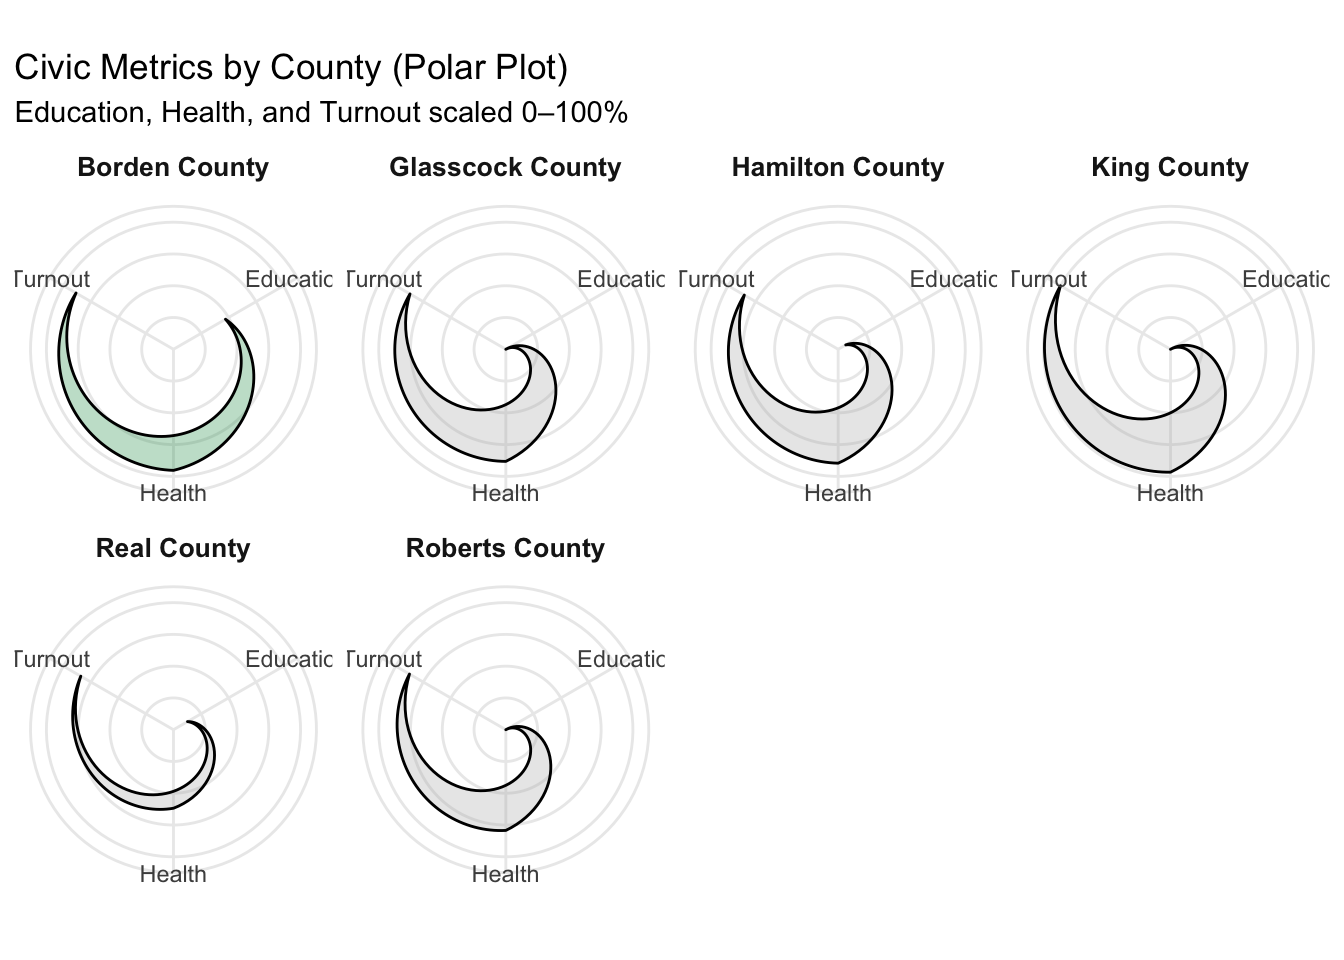 Civic Metrics by County (Polar Plot)
Education, Health, and Turnout scaled 0–100%
Borden County
Glasscock County
Hamilton County
King County
Turnout
Educatic
Turnout
Educatic
Turnout
Educatic
Turnout
Educatic
Health
Health
Health
Health
Real County
Roberts County
Turnout
Educatic
Turnout
Educatic
Health
Health